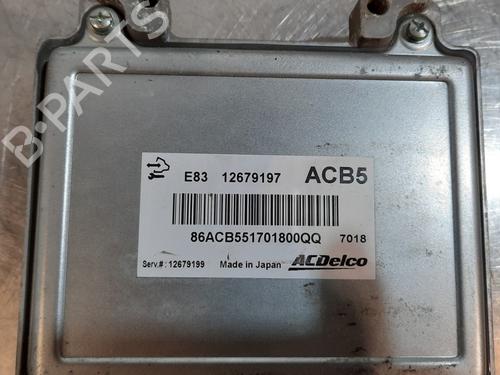 B-PARTS
E83 12679197 ACB5
86ACB551701800QQ 7018
Serv.#: 12679199 Made in Japan ACDelco